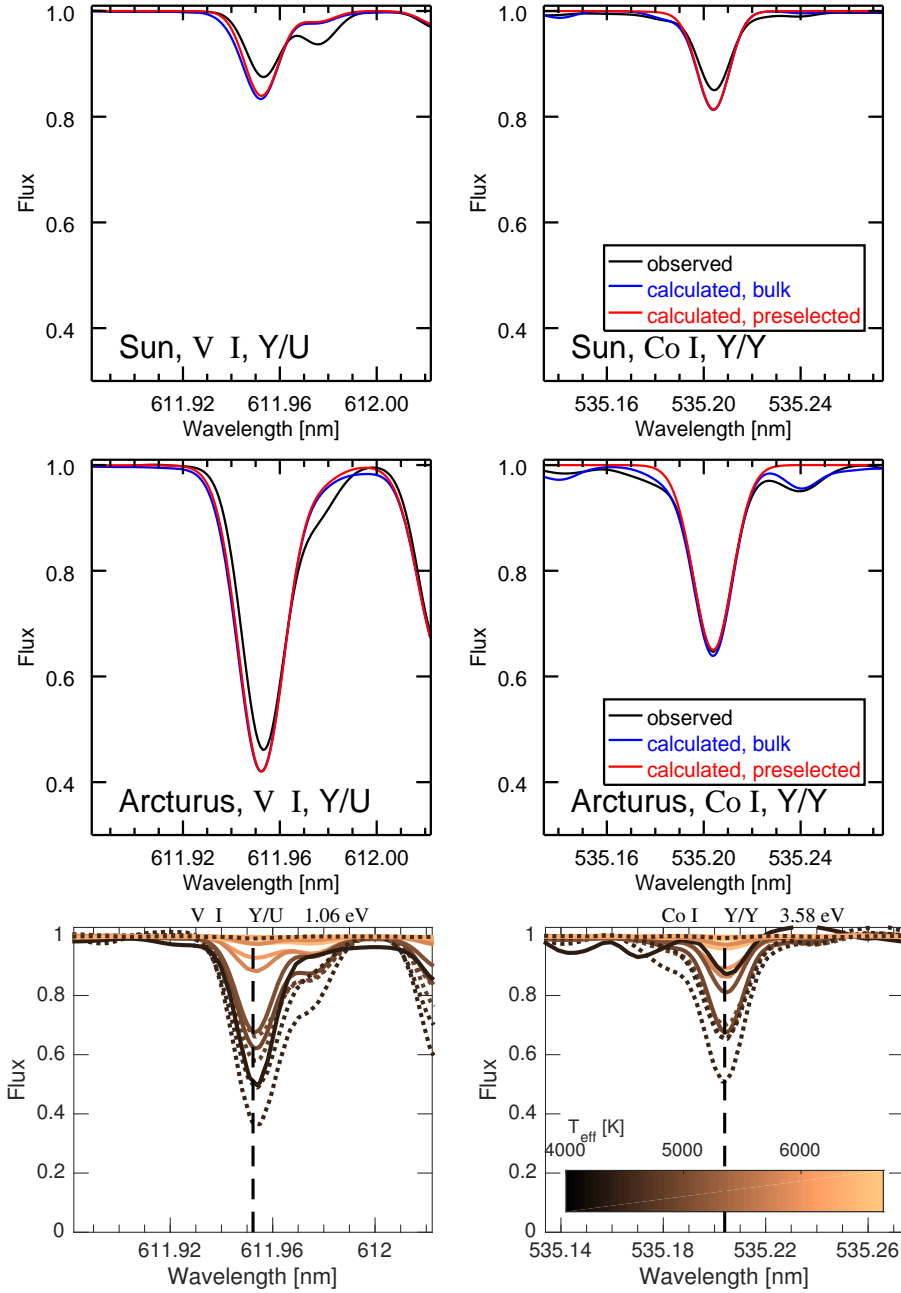 1.0
0.8
0.6
0.4
Flux
Sun, V I, Y/U
611.92 611.96 612.00
Wavelength [nm]
1.0
0.8
0.6
0.4
Flux
observed
calculated, bulk
calculated, preselected
Sun, Co I, Y/Y
535.16 535.20 535.24
Wavelength [nm]
1.0
0.8
0.6
0.4
Flux
Arcturus, V I, Y/U
611.92 611.96 612.00
Wavelength [nm]
1.0
0.8
0.6
0.4
Flux
observed
calculated, bulk
calculated, preselected
Arcturus, Co I, Y/Y
535.16 535.20 535.24
Wavelength [nm]
V I Y/U 1.06 eV
1
0.8
0.6
0.4
0.2
0
Flux
611.92 611.96 612
Wavelength [nm]
Co I Y/Y 3.58 eV
1
0.8
0.6
0.4
0.2
0
Flux
T_eff [K]
4000 5000 6000
535.14 535.18 535.22 535.26
Wavelength [nm]